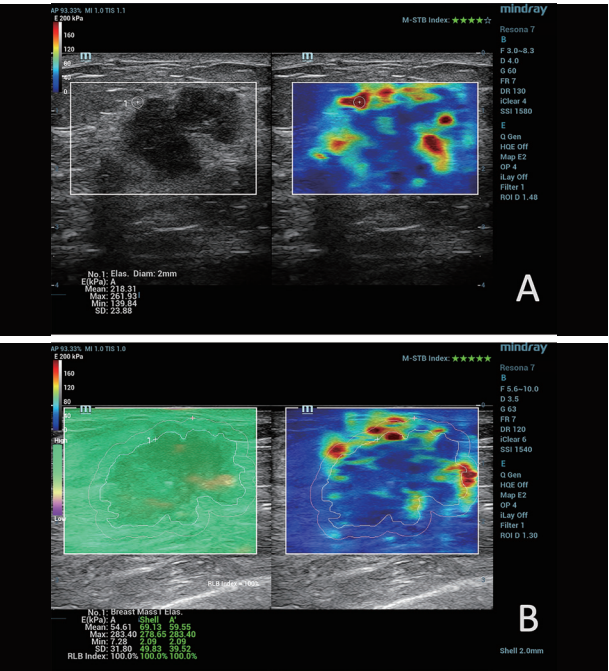 AP 93.33% MI 1.0 TIS 1.1
mindray
E 200 kPa
M-STB Index: ★★★★☆
160
120
80
40
0
m
m
Resona 7
B
F 3.0~8.3
D 4.0
G 60
FR 7
DR 130
iClear 4
SSI 1580
E
Q Gen
HQE Off
Map E2
OP 4
iLay Off
Filter 1
ROI D 1.48
1
0
-4
-4
No.1: Elas. Diam: 2mm
E(kPa): A
Mean: 218.31
Max: 261.93
Min: 139.84
SD: 23.88
A
AP 93.33% MI 1.0 TIS 1.0
mindray
E 200 kPa
M-STB Index: ★★★★★
160
120
80
40
0
m
m
High
Low
Resona 7
B
F 5.6~10.0
D 3.5
G 63
FR 7
DR 120
iClear 6
SSI 1540
E
Q Gen
HQE Off
Map E2
OP 4
iLay Off
Filter 1
ROI D 1.30
1
0
RLB Index = 100%
No.1: Breast Mass1 Elas.
E(kPa): A Shell A'
Mean: 54.61 69.13 59.55
Max: 283.40 278.65 283.40
Min: 7.28 2.09 2.09
SD: 31.80 49.83 39.52
RLB Index: 100.0% 100.0% 100.0%
B
Shell 2.0mm